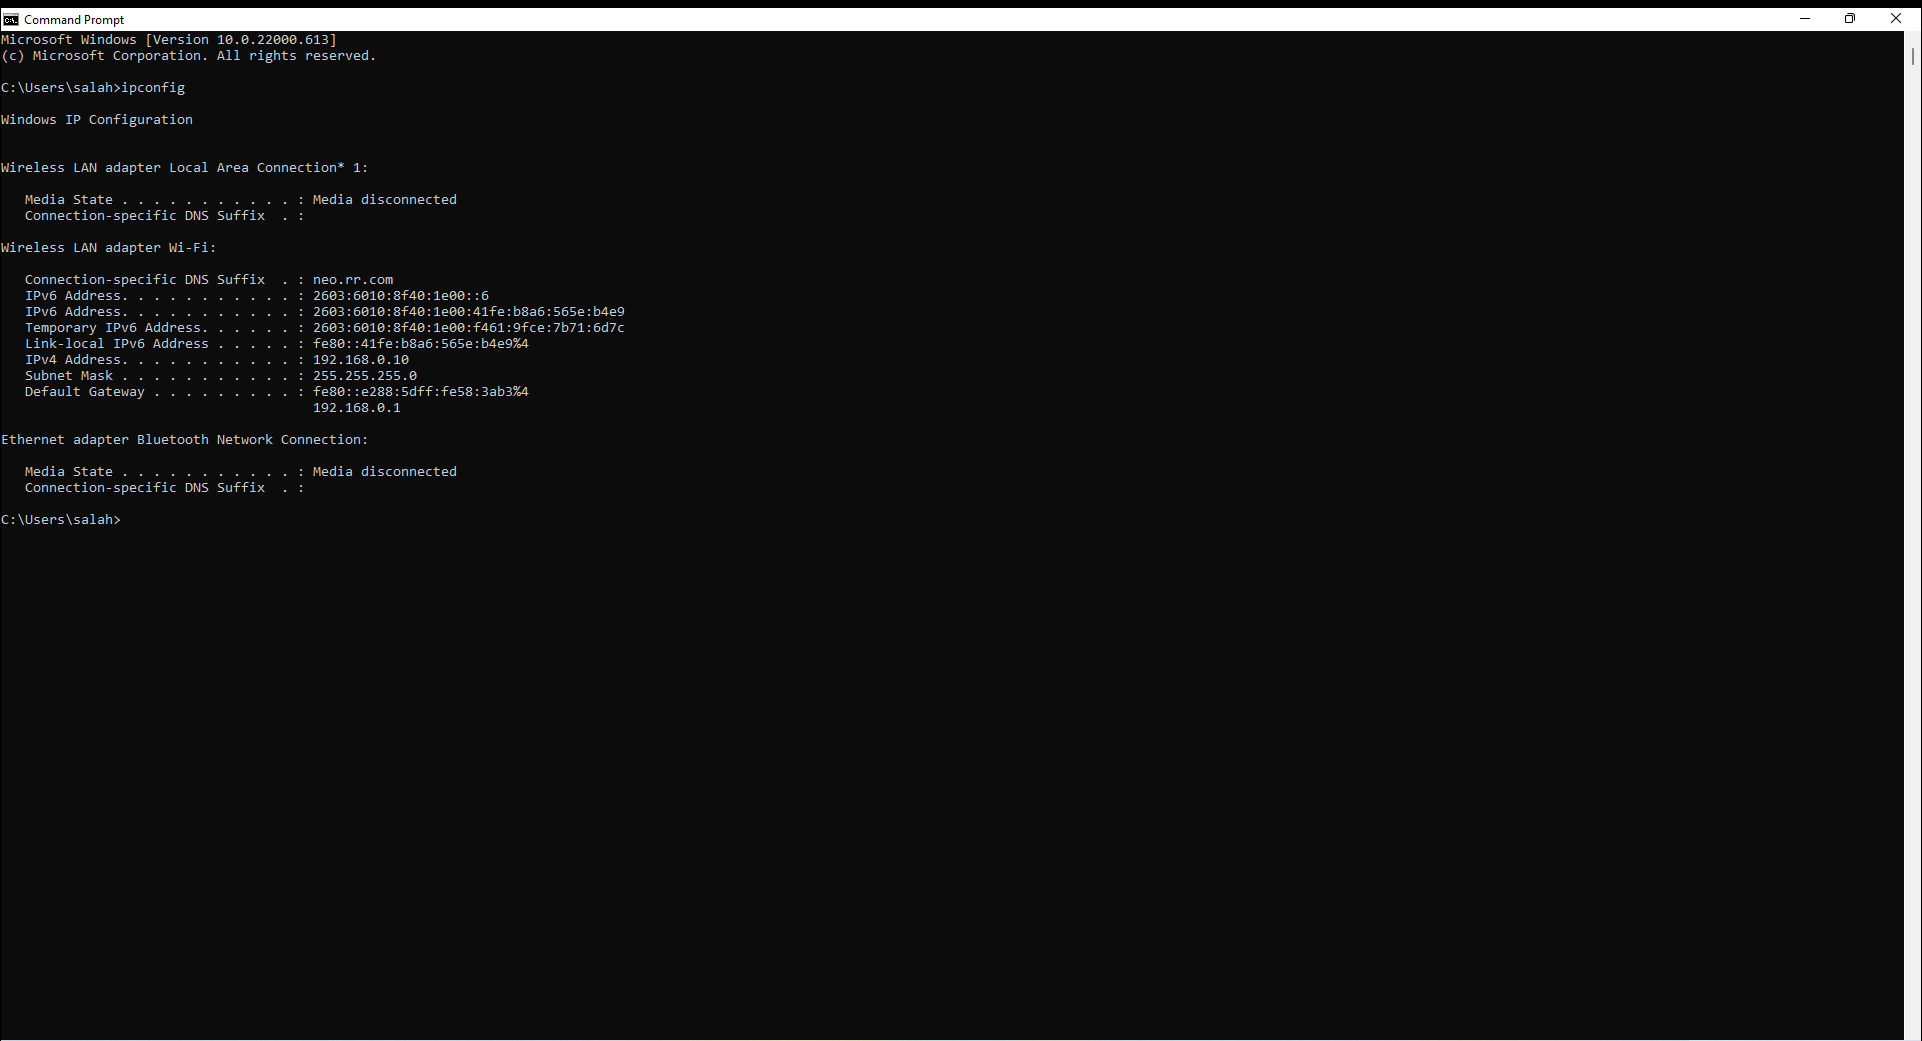 Command Prompt
Microsoft Windows [Version 10.0.22000.613]
(c) Microsoft Corporation. All rights reserved.
C:\Users\salah>ipconfig
Windows IP Configuration
Wireless LAN adapter Local Area Connection* 1:
   Media State . . . . . . . . . . . : Media disconnected
   Connection-specific DNS Suffix  . :
Wireless LAN adapter Wi-Fi:
   Connection-specific DNS Suffix  . : neo.rr.com
   IPv6 Address. . . . . . . . . . . : 2603:6010:8f40:1e00::6
   IPv6 Address. . . . . . . . . . . : 2603:6010:8f40:1e00:41fe:b8a6:565e:b4e9
   Temporary IPv6 Address. . . . . . : 2603:6010:8f40:1e00:f461:9fce:7b71:6d7c
   Link-local IPv6 Address . . . . . : fe80::41fe:b8a6:565e:b4e9%4
   IPv4 Address. . . . . . . . . . . : 192.168.0.10
   Subnet Mask . . . . . . . . . . . : 255.255.255.0
   Default Gateway . . . . . . . . . : fe80::e288:5dff:fe58:3ab3%4
                                       192.168.0.1
Ethernet adapter Bluetooth Network Connection:
   Media State . . . . . . . . . . . : Media disconnected
   Connection-specific DNS Suffix  . :
C:\Users\salah>